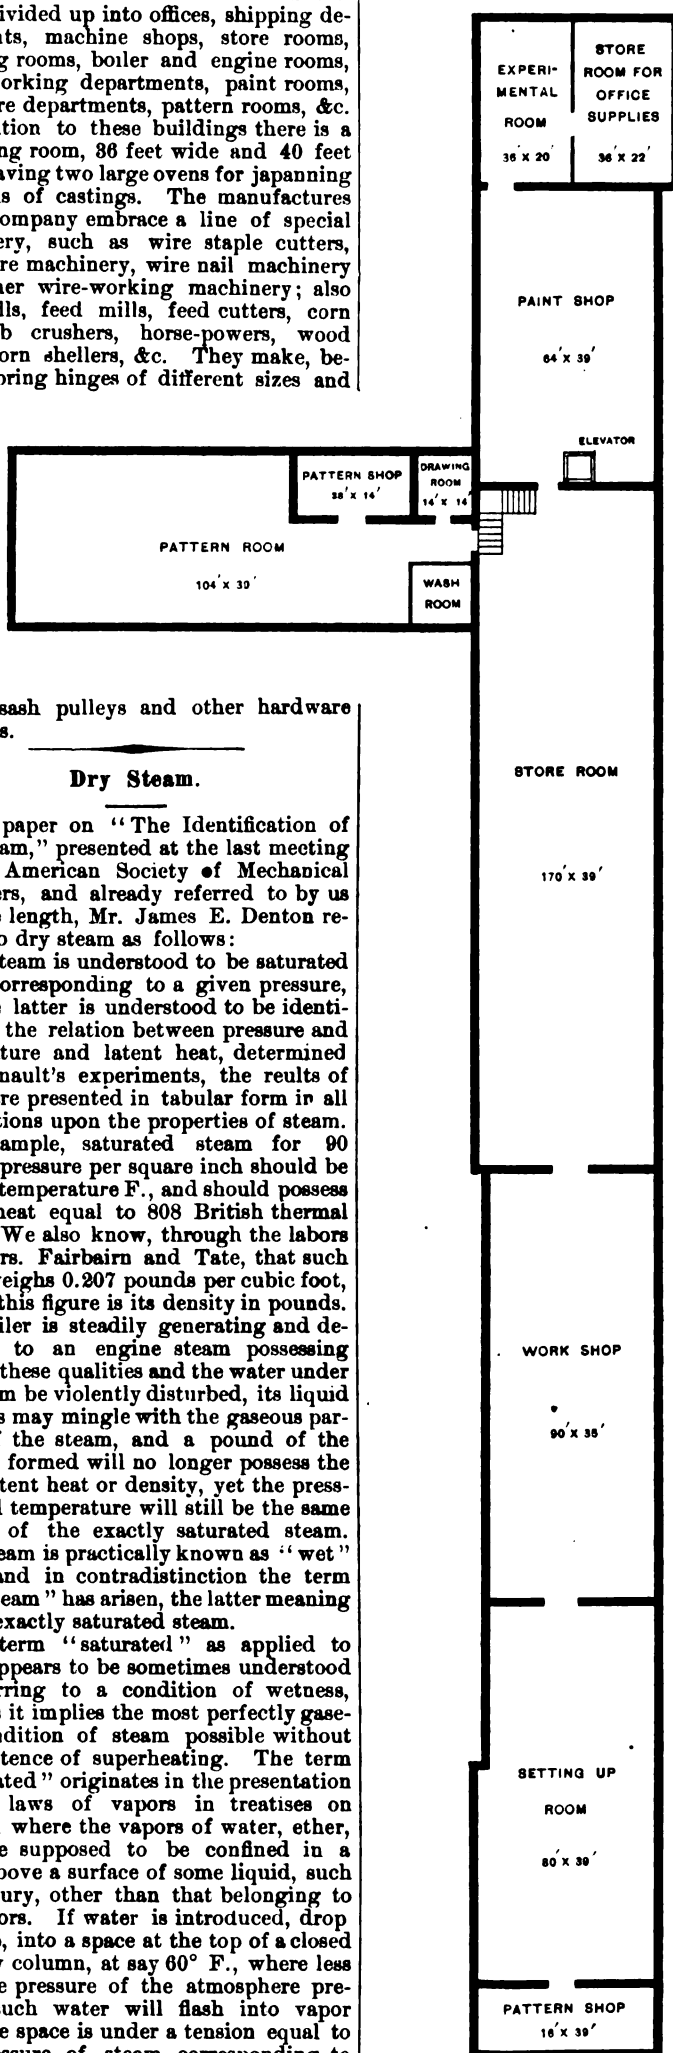 ivided up into offices, shipping de-
nts, machine shops, store rooms,
g rooms, boiler and engine rooms,
orking departments, paint rooms,
re departments, pattern rooms, &c.
tion to these buildings there is a
ng room, 36 feet wide and 40 feet
aving two large ovens for japanning
s of castings. The manufactures
ompany embrace a line of special
ery, such as wire staple cutters,
re machinery, wire nail machinery
er wire-working machinery; also
lls, feed mills, feed cutters, corn
b crushers, horse-powers, wood
orn shellers, &c. They make, be-
pring hinges of different sizes and
sash pulleys and other hardware
s.
Dry Steam.
paper on "The Identification of
am," presented at the last meeting
American Society of Mechanical
ers, and already referred to by us
e length, Mr. James E. Denton re-
o dry steam as follows:
team is understood to be saturated
orresponding to a given pressure,
e latter is understood to be identi-
the relation between pressure and
ture and latent heat, determined
nault's experiments, the reults of
re presented in tabular form in all
tions upon the properties of steam.
ample, saturated steam for 90
pressure per square inch should be
temperature F., and should possess
heat equal to 808 British thermal
We also know, through the labors
rs. Fairbairn and Tate, that such
eighs 0.207 pounds per cubic foot,
this figure is its density in pounds.
iler is steadily generating and de-
to an engine steam possessing
these qualities and the water under
m be violently disturbed, its liquid
s may mingle with the gaseous par-
f the steam, and a pound of the
formed will no longer possess the
tent heat or density, yet the press-
l temperature will still be the same
of the exactly saturated steam.
eam is practically known as "wet"
and in contradistinction the term
eam" has arisen, the latter meaning
exactly saturated steam.
term "saturated" as applied to
ppears to be sometimes understood
rring to a condition of wetness,
s it implies the most perfectly gase-
ndition of steam possible without
tence of superheating. The term
ated" originates in the presentation
laws of vapors in treatises on
where the vapors of water, ether,
e supposed to be confined in a
bove a surface of some liquid, such
ury, other than that belonging to
ors. If water is introduced, drop
, into a space at the top of a closed
y column, at say 60° F., where less
e pressure of the atmosphere pre-
such water will flash into vapor
e space is under a tension equal to
ssure of steam corresponding to
EXPERI-
MENTAL
ROOM
36′ X 20′
STORE
ROOM FOR
OFFICE
SUPPLIES
36′ X 22′
PAINT SHOP
64′ X 39′
ELEVATOR
PATTERN SHOP
38′ X 14′
DRAWING
ROOM
14′ X 14′
PATTERN ROOM
104′ X 39′
WASH
ROOM
STORE ROOM
170′ X 39′
WORK SHOP
90′ X 35′
SETTING UP
ROOM
80′ X 39′
PATTERN SHOP
16′ X 39′